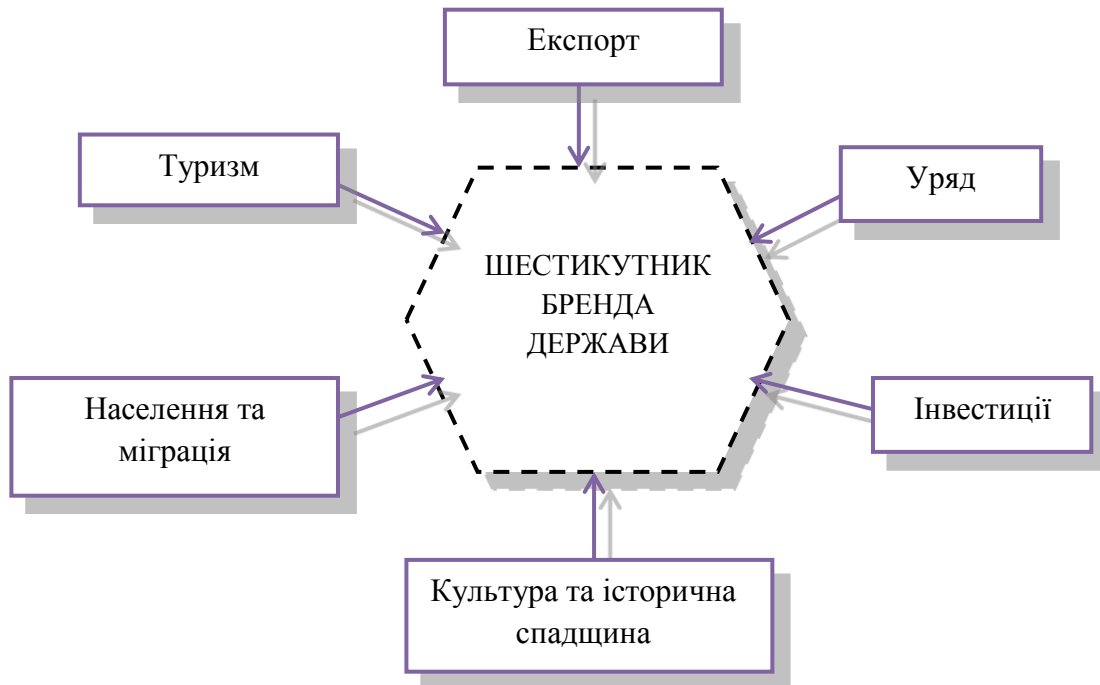 Експорт
Туризм
Уряд
ШЕСТИКУТНИК
БРЕНДА
ДЕРЖАВИ
Населення та
міграція
Інвестиції
Культура та історична
спадщина